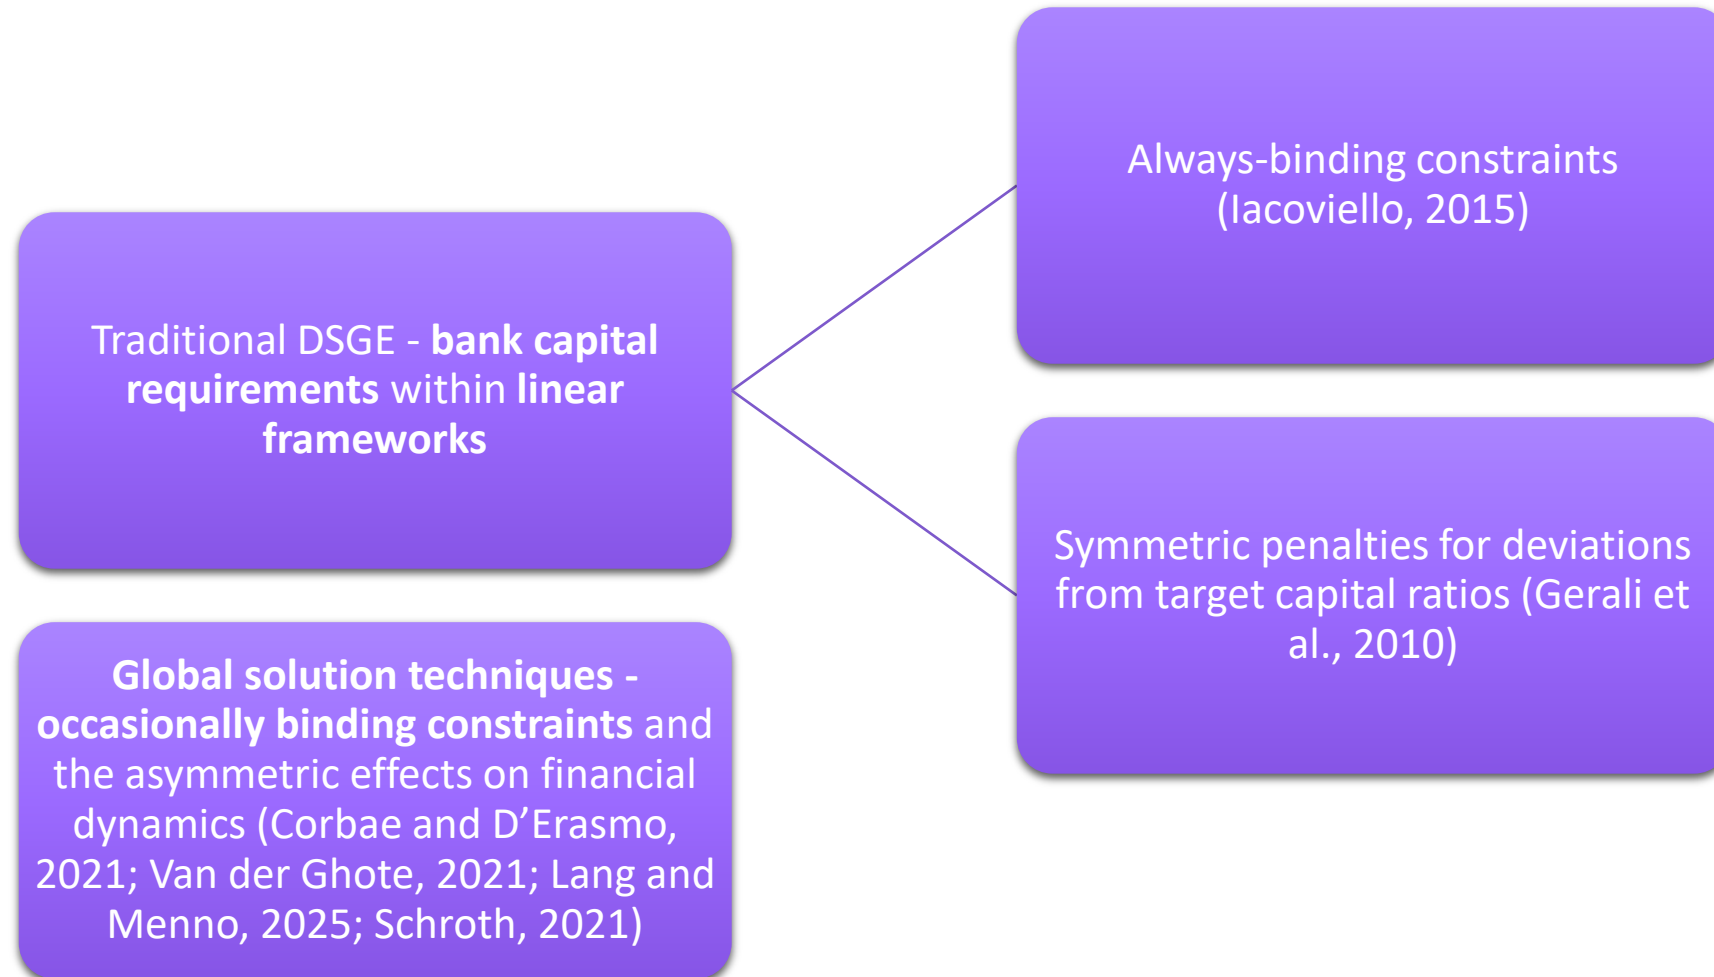 Traditional DSGE - bank capital
requirements within linear
frameworks
Always-binding constraints
(Iacoviello, 2015)
Symmetric penalties for deviations
from target capital ratios (Gerali et
al., 2010)
Global solution techniques -
occasionally binding constraints and
the asymmetric effects on financial
dynamics (Corbae and D’Erasmo,
2021; Van der Ghote, 2021; Lang and
Menno, 2025; Schroth, 2021)